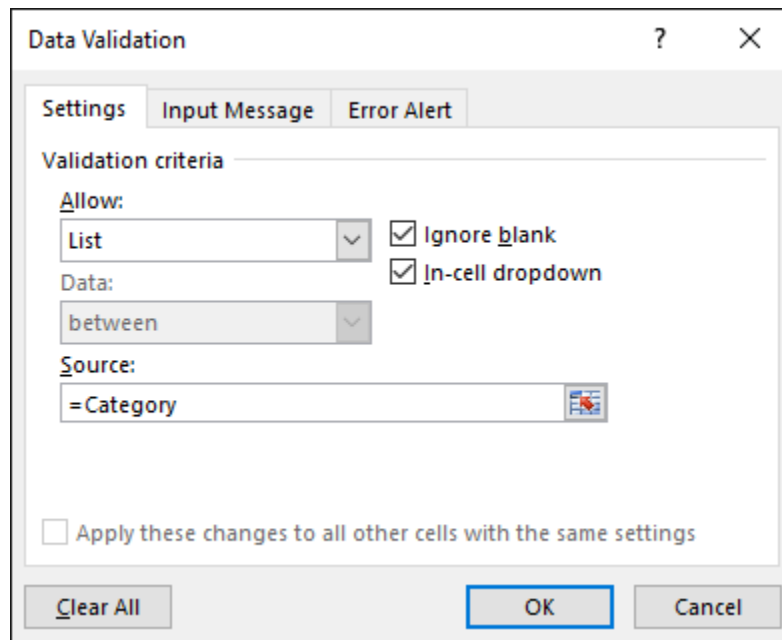 Data Validation ?
Settings Input Message Error Alert
Validation criteria
Allow:
List
Ignore blank
In-cell dropdown
Data:
between
Source:
=Category
Apply these changes to all other cells with the same settings
Clear All OK Cancel